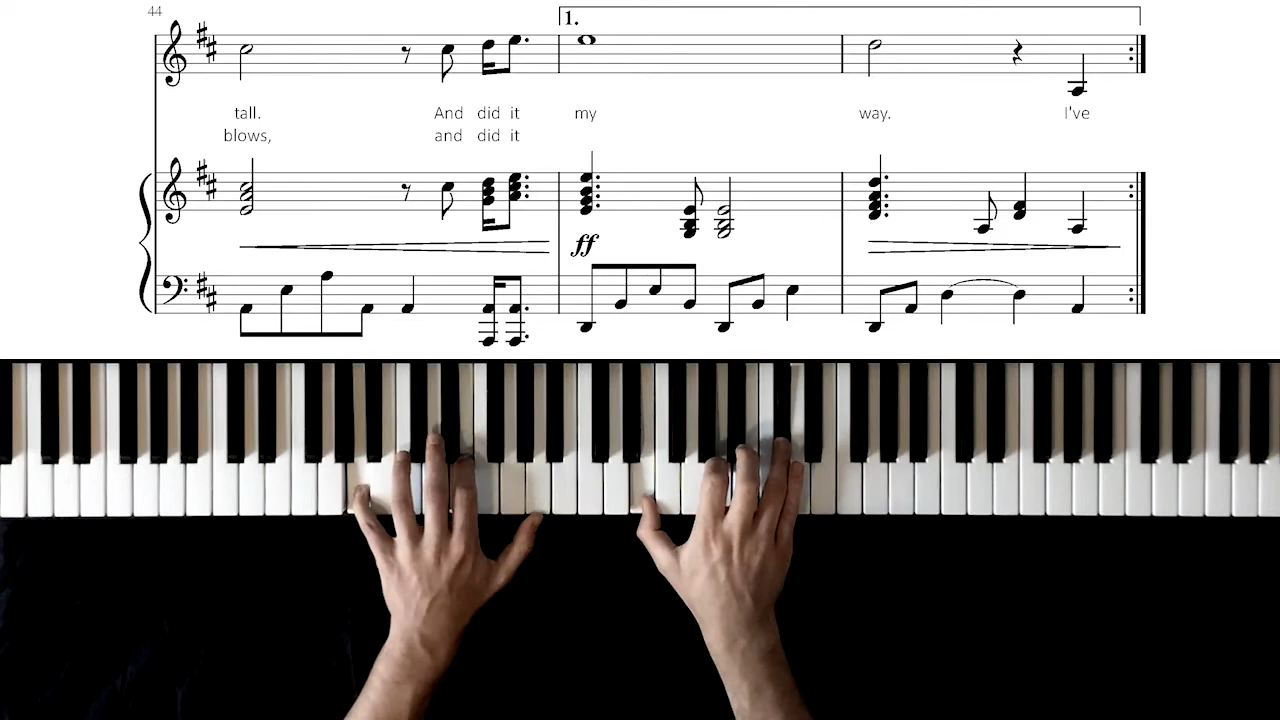 44
1.
tall. And did it my way. I've
blows, and did it
ff